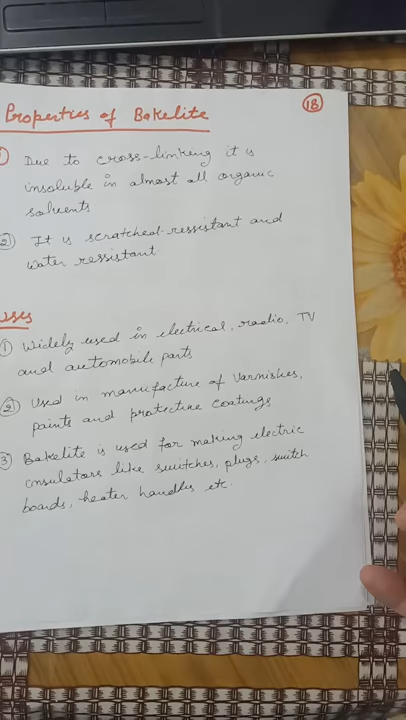 Properties of Bakelite
18
① Due to cross-linking it is
insoluble in almost all organic
solvents
② It is scratched-ressistant and
water ressistant.
uses
① Widely used in electrical, radio, TV
and automobile parts
② Used in manufacture of varnishes,
paints and protective coatings
③ Bakelite is used for making electric
insulators like switches, plugs, switch
boards, heater handles etc.